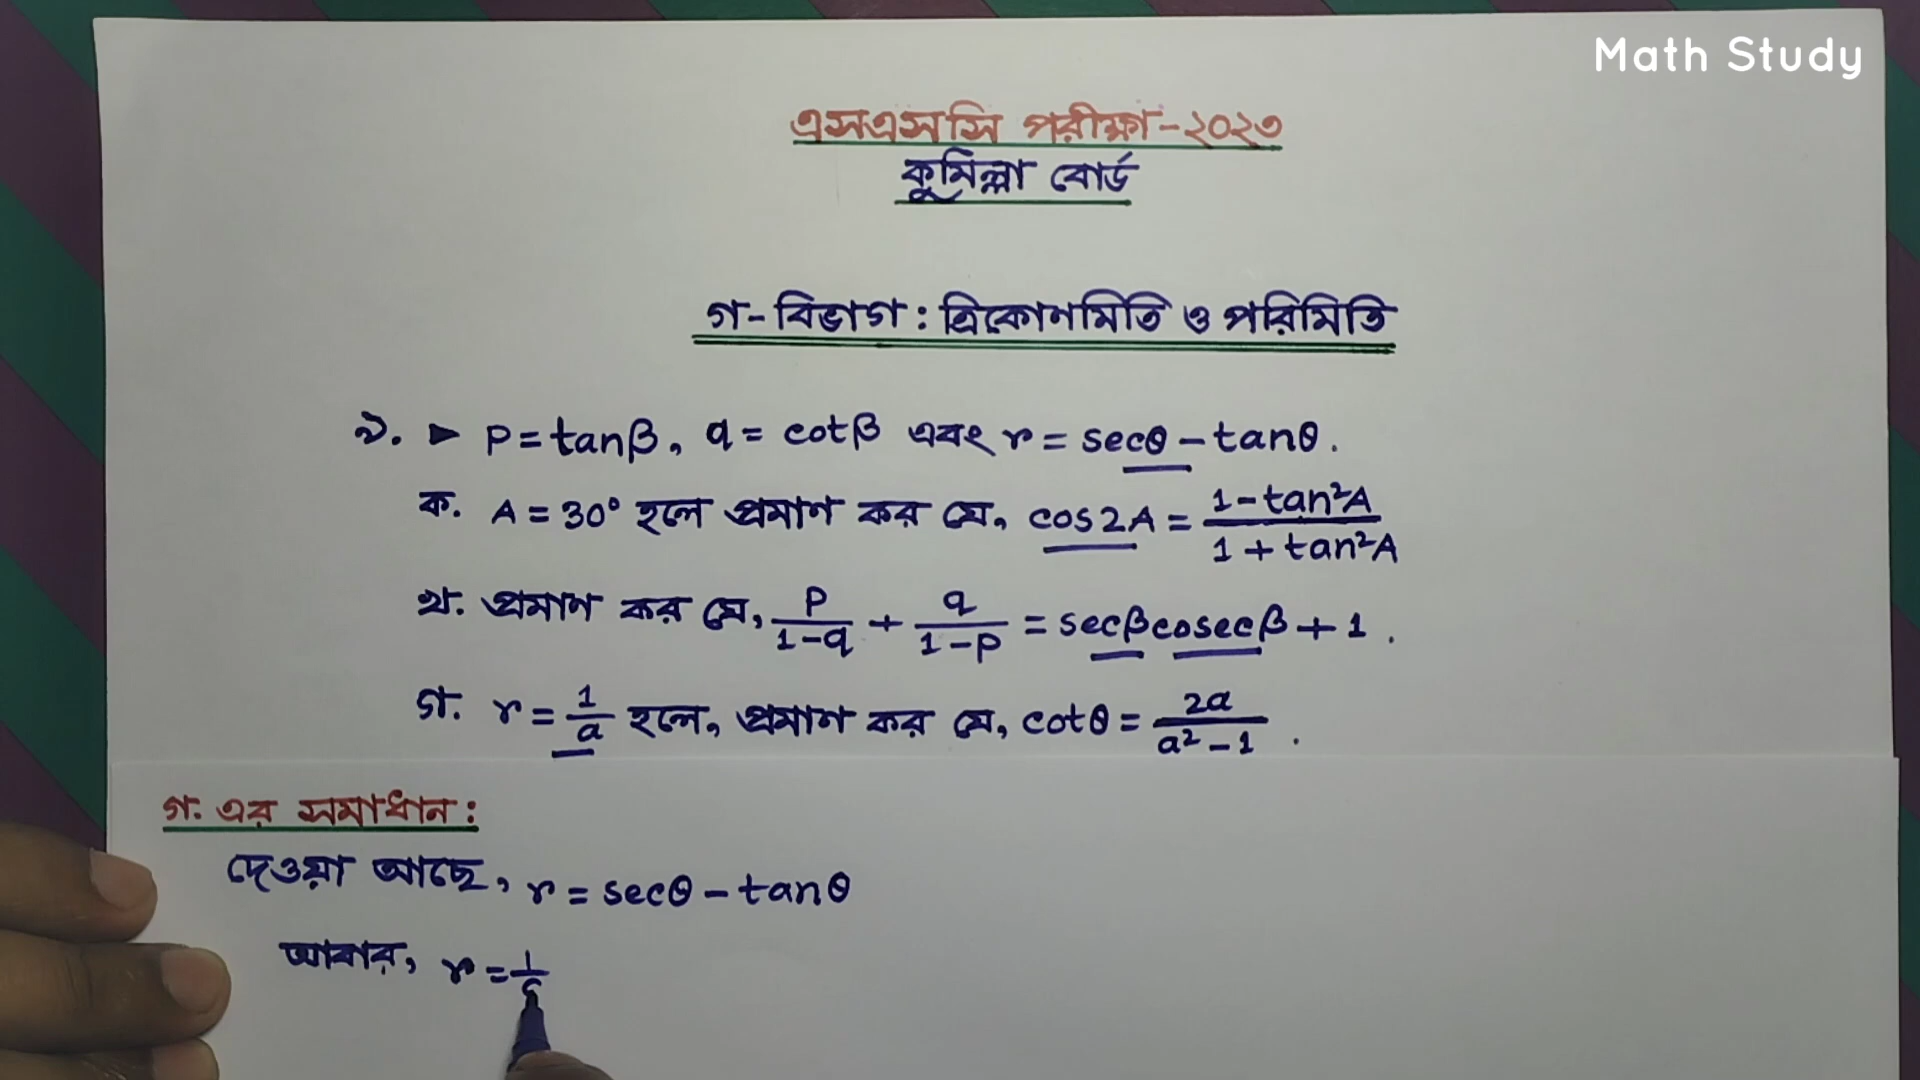 Math Study
এসএসসি পরীক্ষা-২০২৩
কুমিল্লা বোর্ড
গ-বিভাগ: ত্রিকোণমিতি ও পরিমিতি
৯. ▶ P=tanβ, q= cotβ এবং r= secθ-tanθ.
ক. A=30° হলে প্রমাণ কর যে, cos2A= (1-tan²A)/(1+tan²A)
খ. প্রমাণ কর যে, P/(1-q) + q/(1-P) = secβcosecβ+1.
গ. r=1/a হলে, প্রমাণ কর যে, cotθ= 2a/(a²-1).
গ. এর সমাধান:
দেওয়া আছে, r=secθ-tanθ
আবার, r=1/